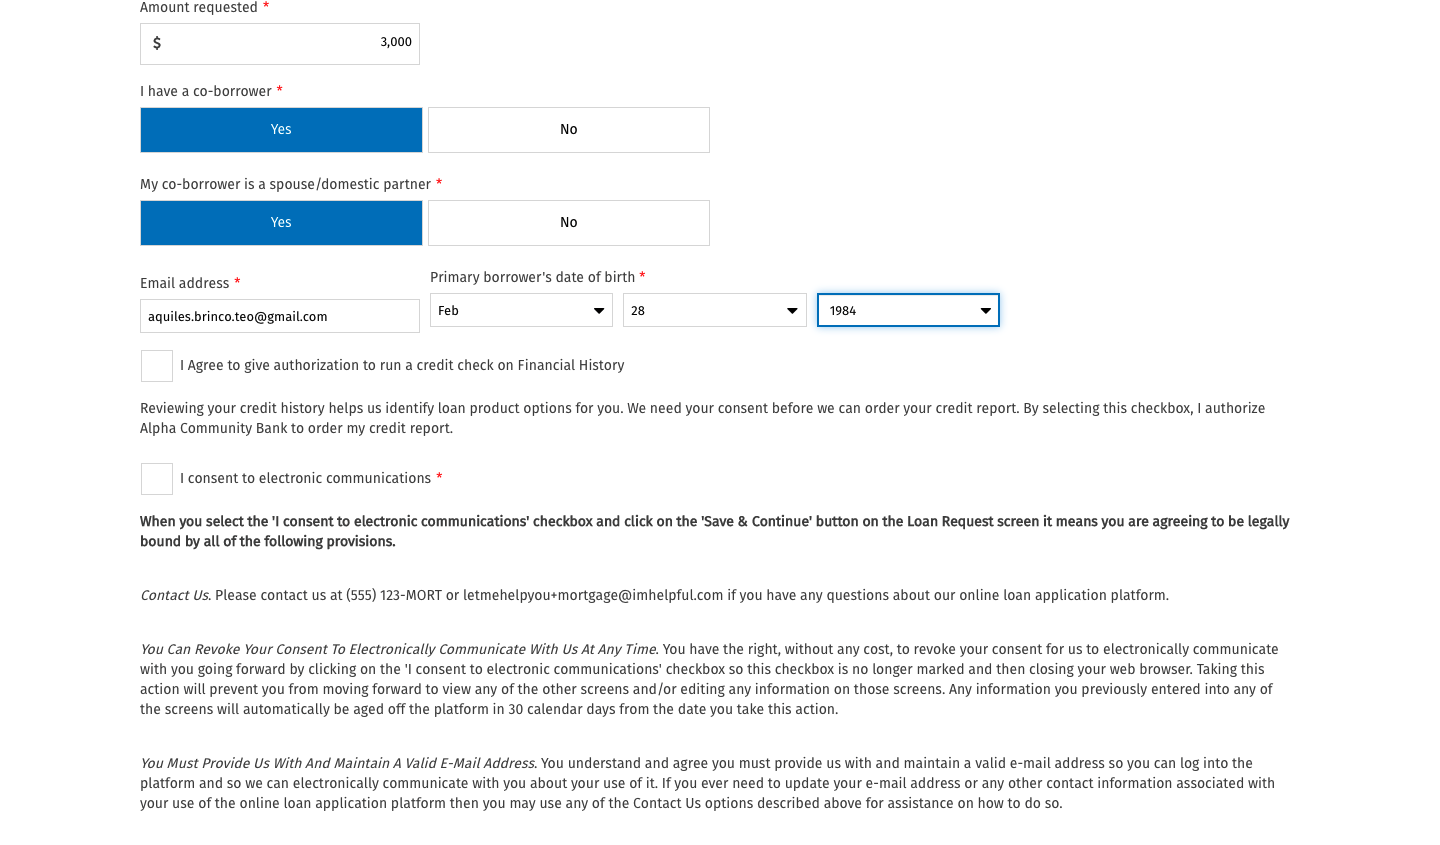 Amount requested *
$ 3,000
I have a co-borrower *
Yes No
My co-borrower is a spouse/domestic partner *
Yes No
Email address *
Primary borrower's date of birth *
aquiles.brinco.teo@gmail.com
Feb 28 1984
I Agree to give authorization to run a credit check on Financial History
Reviewing your credit history helps us identify loan product options for you. We need your consent before we can order your credit report. By selecting this checkbox, I authorize
Alpha Community Bank to order my credit report.
I consent to electronic communications *
When you select the 'I consent to electronic communications' checkbox and click on the 'Save & Continue' button on the Loan Request screen it means you are agreeing to be legally
bound by all of the following provisions.
Contact Us. Please contact us at (555) 123-MORT or letmehelpyou+mortgage@imhelpful.com if you have any questions about our online loan application platform.
You Can Revoke Your Consent To Electronically Communicate With Us At Any Time. You have the right, without any cost, to revoke your consent for us to electronically communicate
with you going forward by clicking on the 'I consent to electronic communications' checkbox so this checkbox is no longer marked and then closing your web browser. Taking this
action will prevent you from moving forward to view any of the other screens and/or editing any information on those screens. Any information you previously entered into any of
the screens will automatically be aged off the platform in 30 calendar days from the date you take this action.
You Must Provide Us With And Maintain A Valid E-Mail Address. You understand and agree you must provide us with and maintain a valid e-mail address so you can log into the
platform and so we can electronically communicate with you about your use of it. If you ever need to update your e-mail address or any other contact information associated with
your use of the online loan application platform then you may use any of the Contact Us options described above for assistance on how to do so.